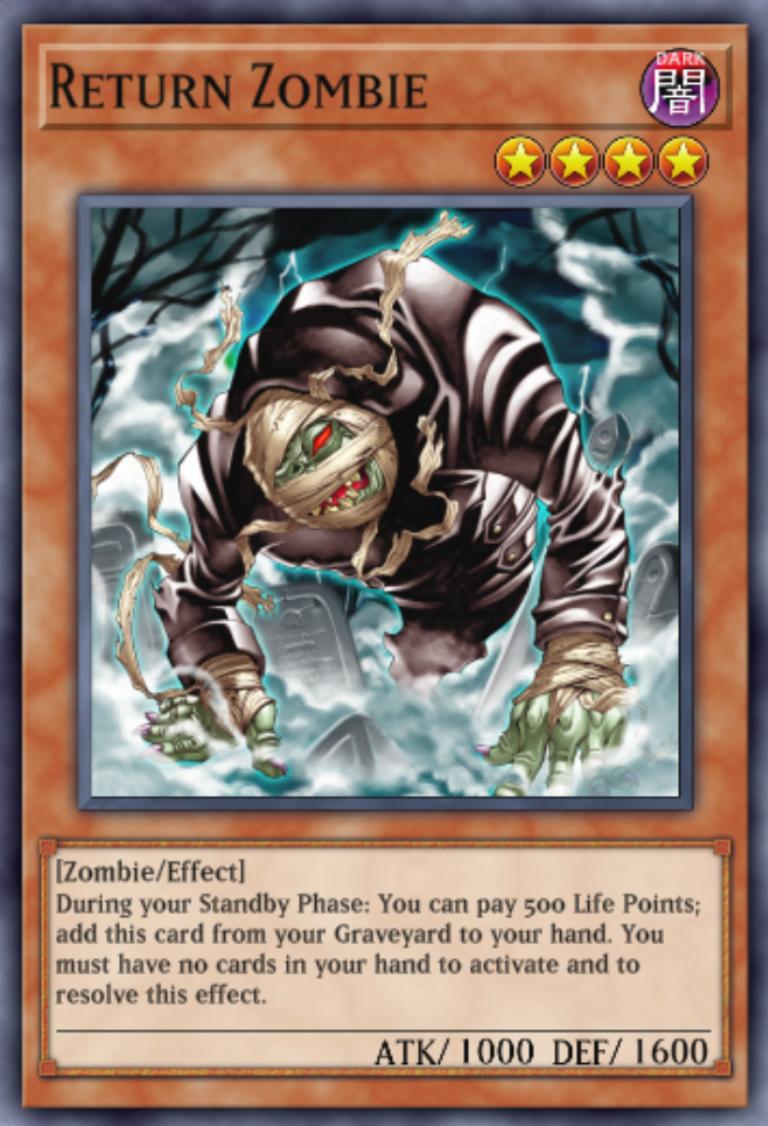 Return Zombie
DARK
闇
[Zombie/Effect]
During your Standby Phase: You can pay 500 Life Points;
add this card from your Graveyard to your hand. You
must have no cards in your hand to activate and to
resolve this effect.
ATK/ 1000 DEF/ 1600